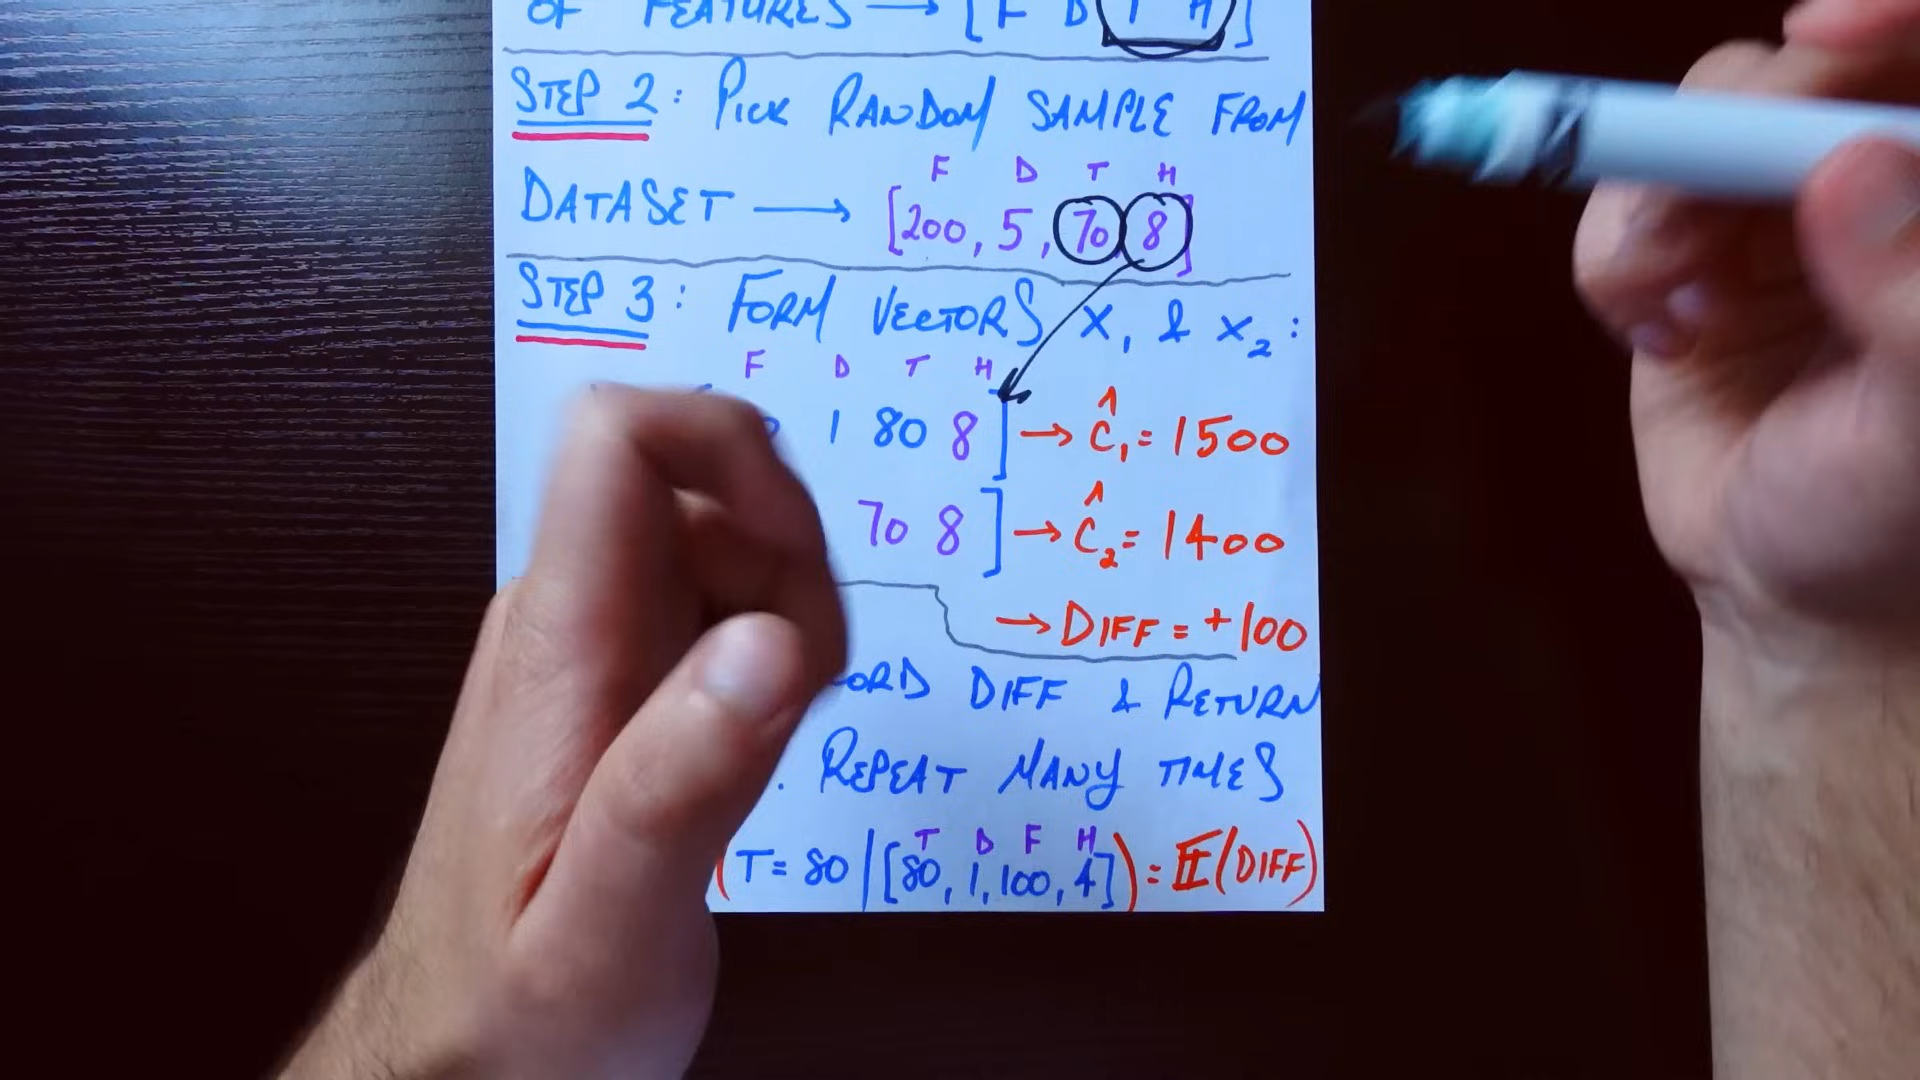 OF FEATURES → [F D T H]
STEP 2: PICK RANDOM SAMPLE FROM
F D T H
DATASET → [200, 5, 70 8]
STEP 3: FORM VECTORS X₁ & X₂:
F D T H
1 80 8] → Ĉ₁ = 1500
70 8] → Ĉ₂ = 1400
→ DIFF = +100
DIFF & RETURN
. REPEAT MANY TIMES
T D F H
(T = 80 | [80, 1, 100, 4]) = E(DIFF)